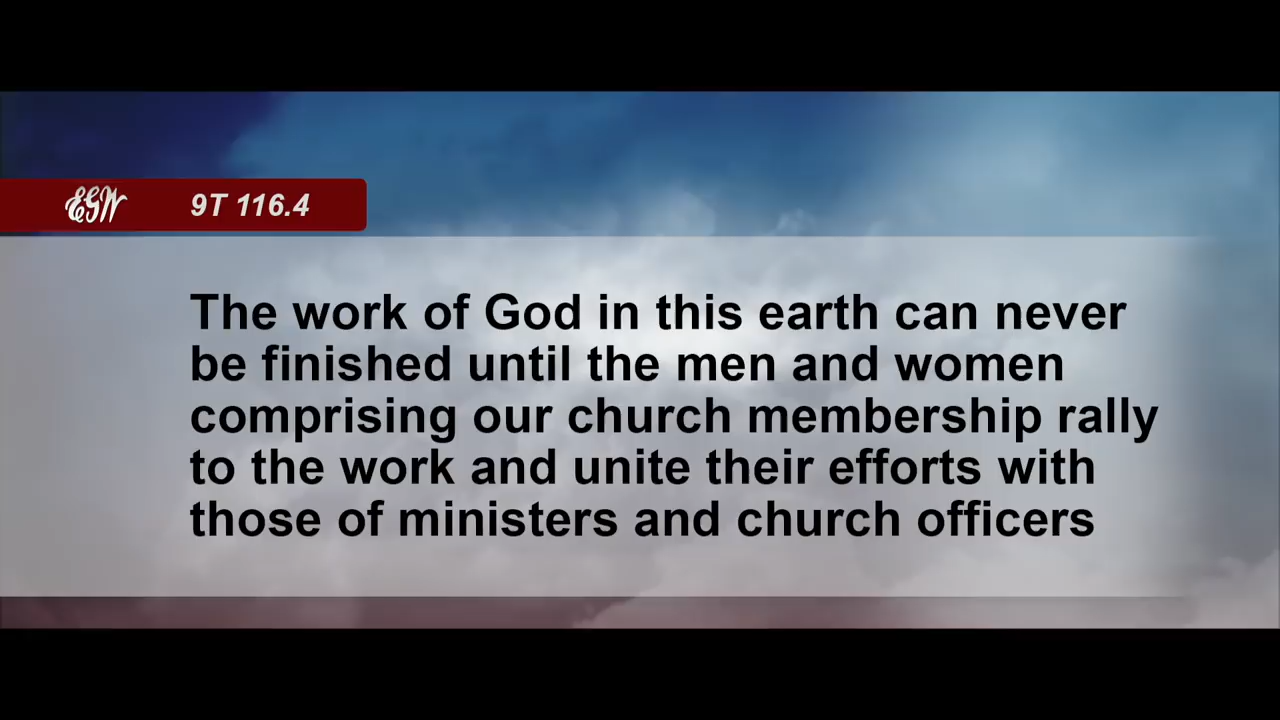 EGW 9T 116.4
The work of God in this earth can never
be finished until the men and women
comprising our church membership rally
to the work and unite their efforts with
those of ministers and church officers